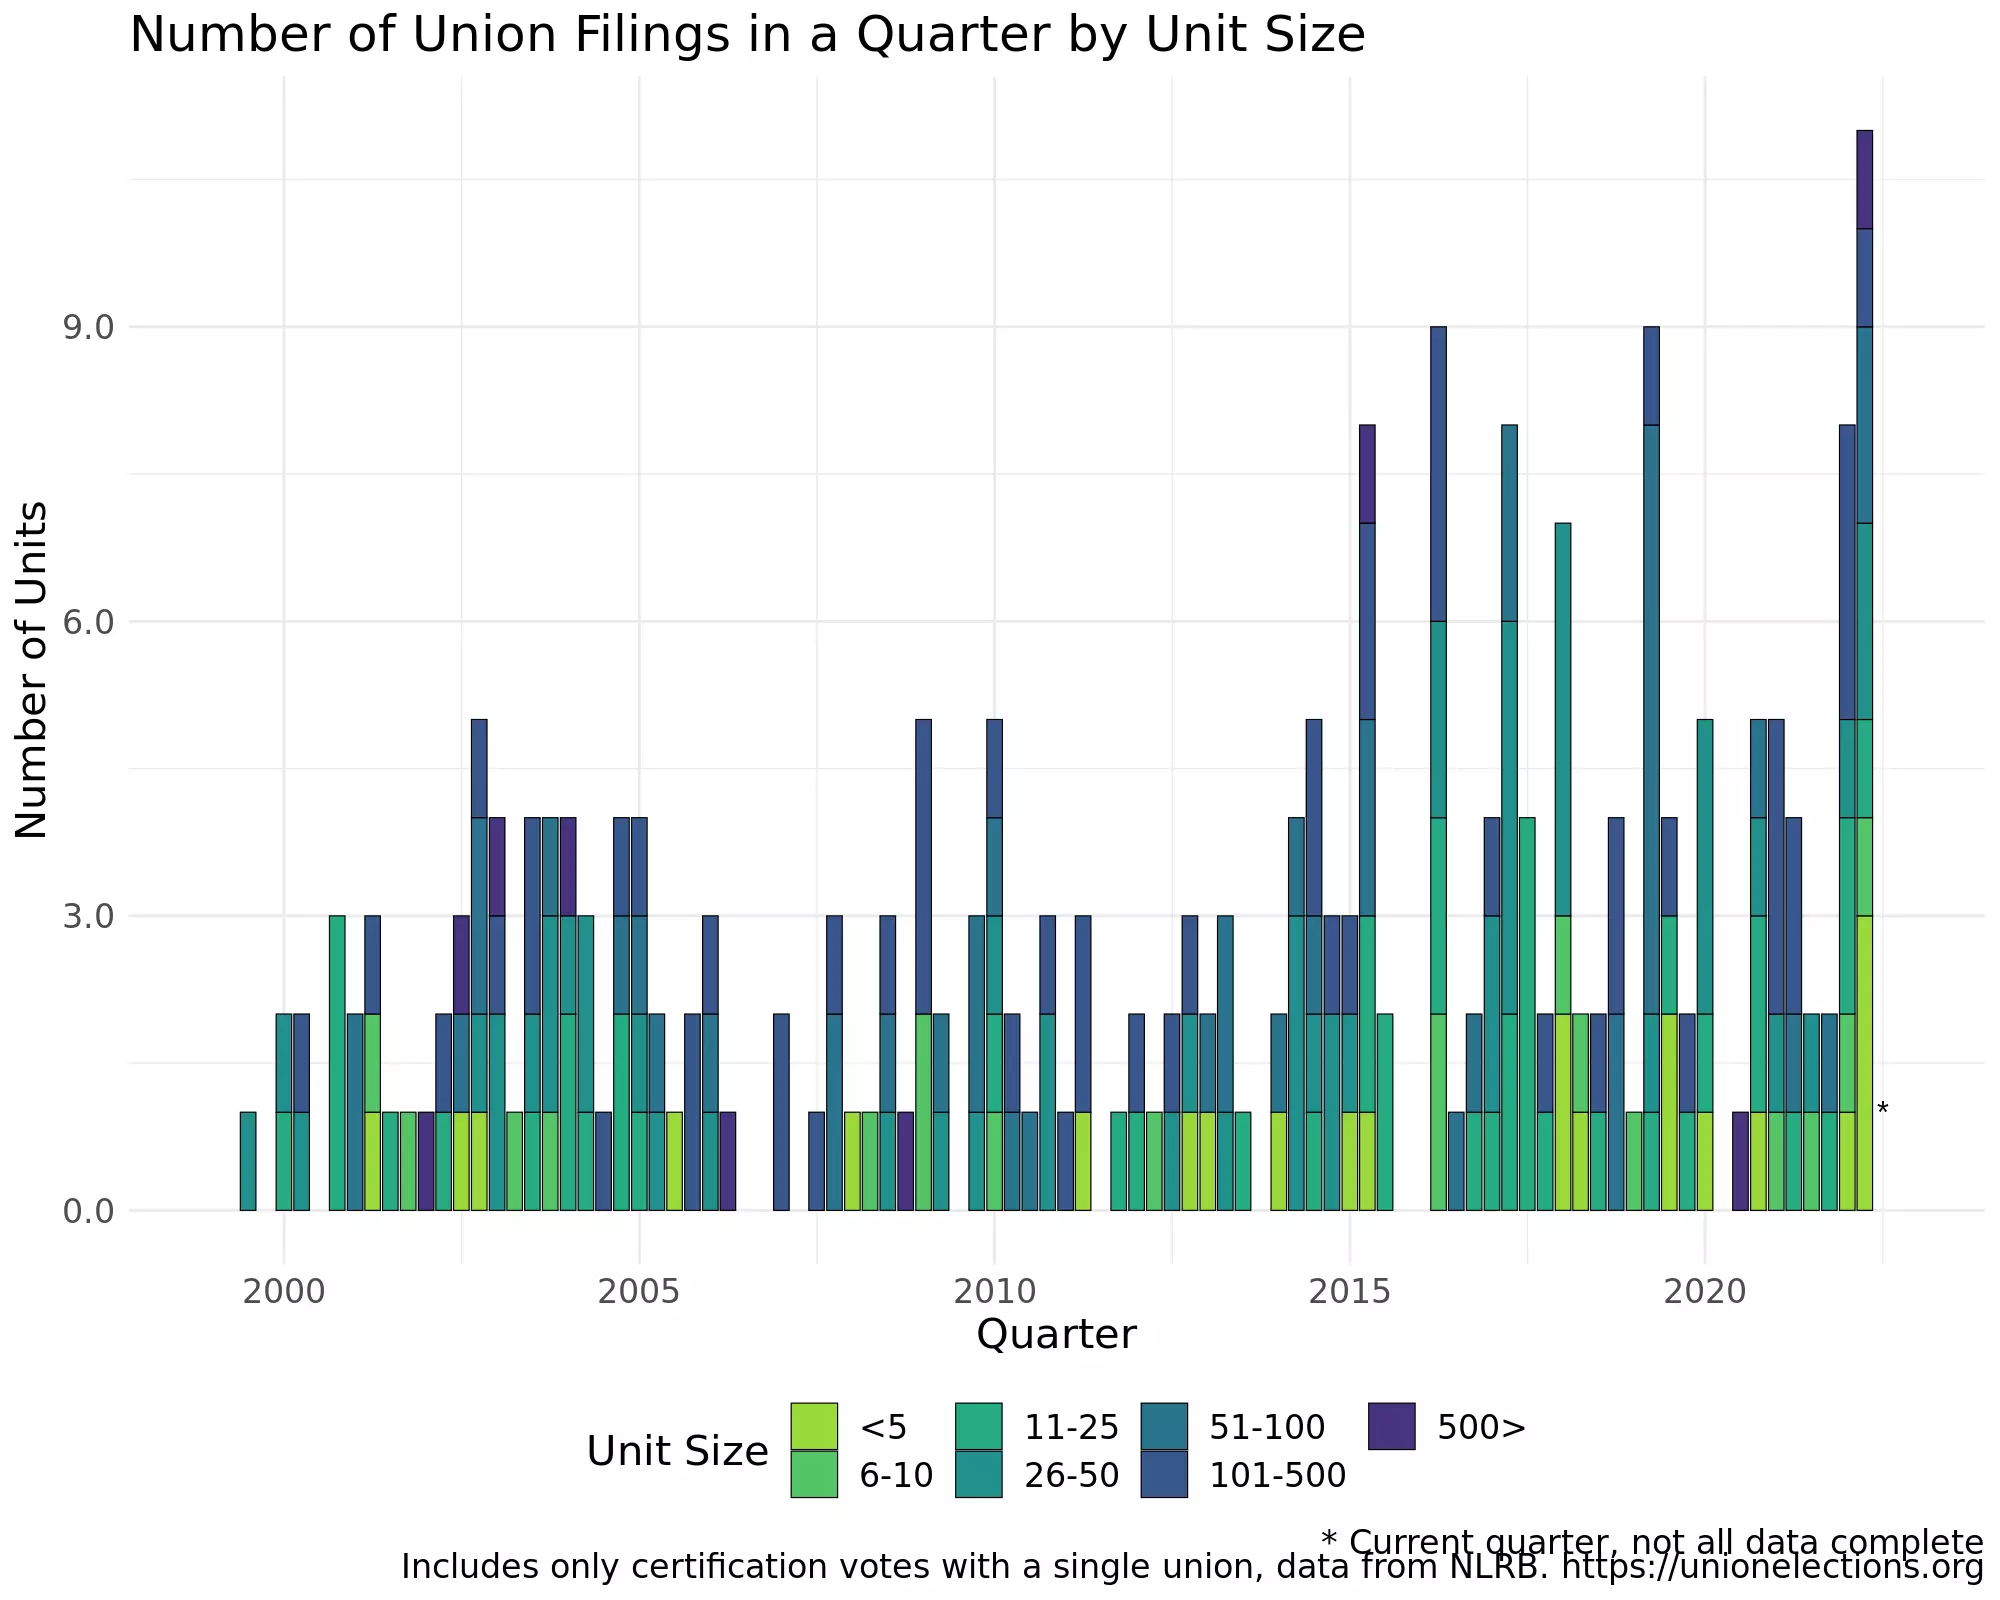 Number of Union Filings in a Quarter by Unit Size
Number of Units
9.0
6.0
3.0
0.0
*
2000 2005 2010 2015 2020
Quarter
Unit Size
<5 11-25 51-100 500>
6-10 26-50 101-500
* Current quarter, not all data complete
Includes only certification votes with a single union, data from NLRB. https://unionelections.org